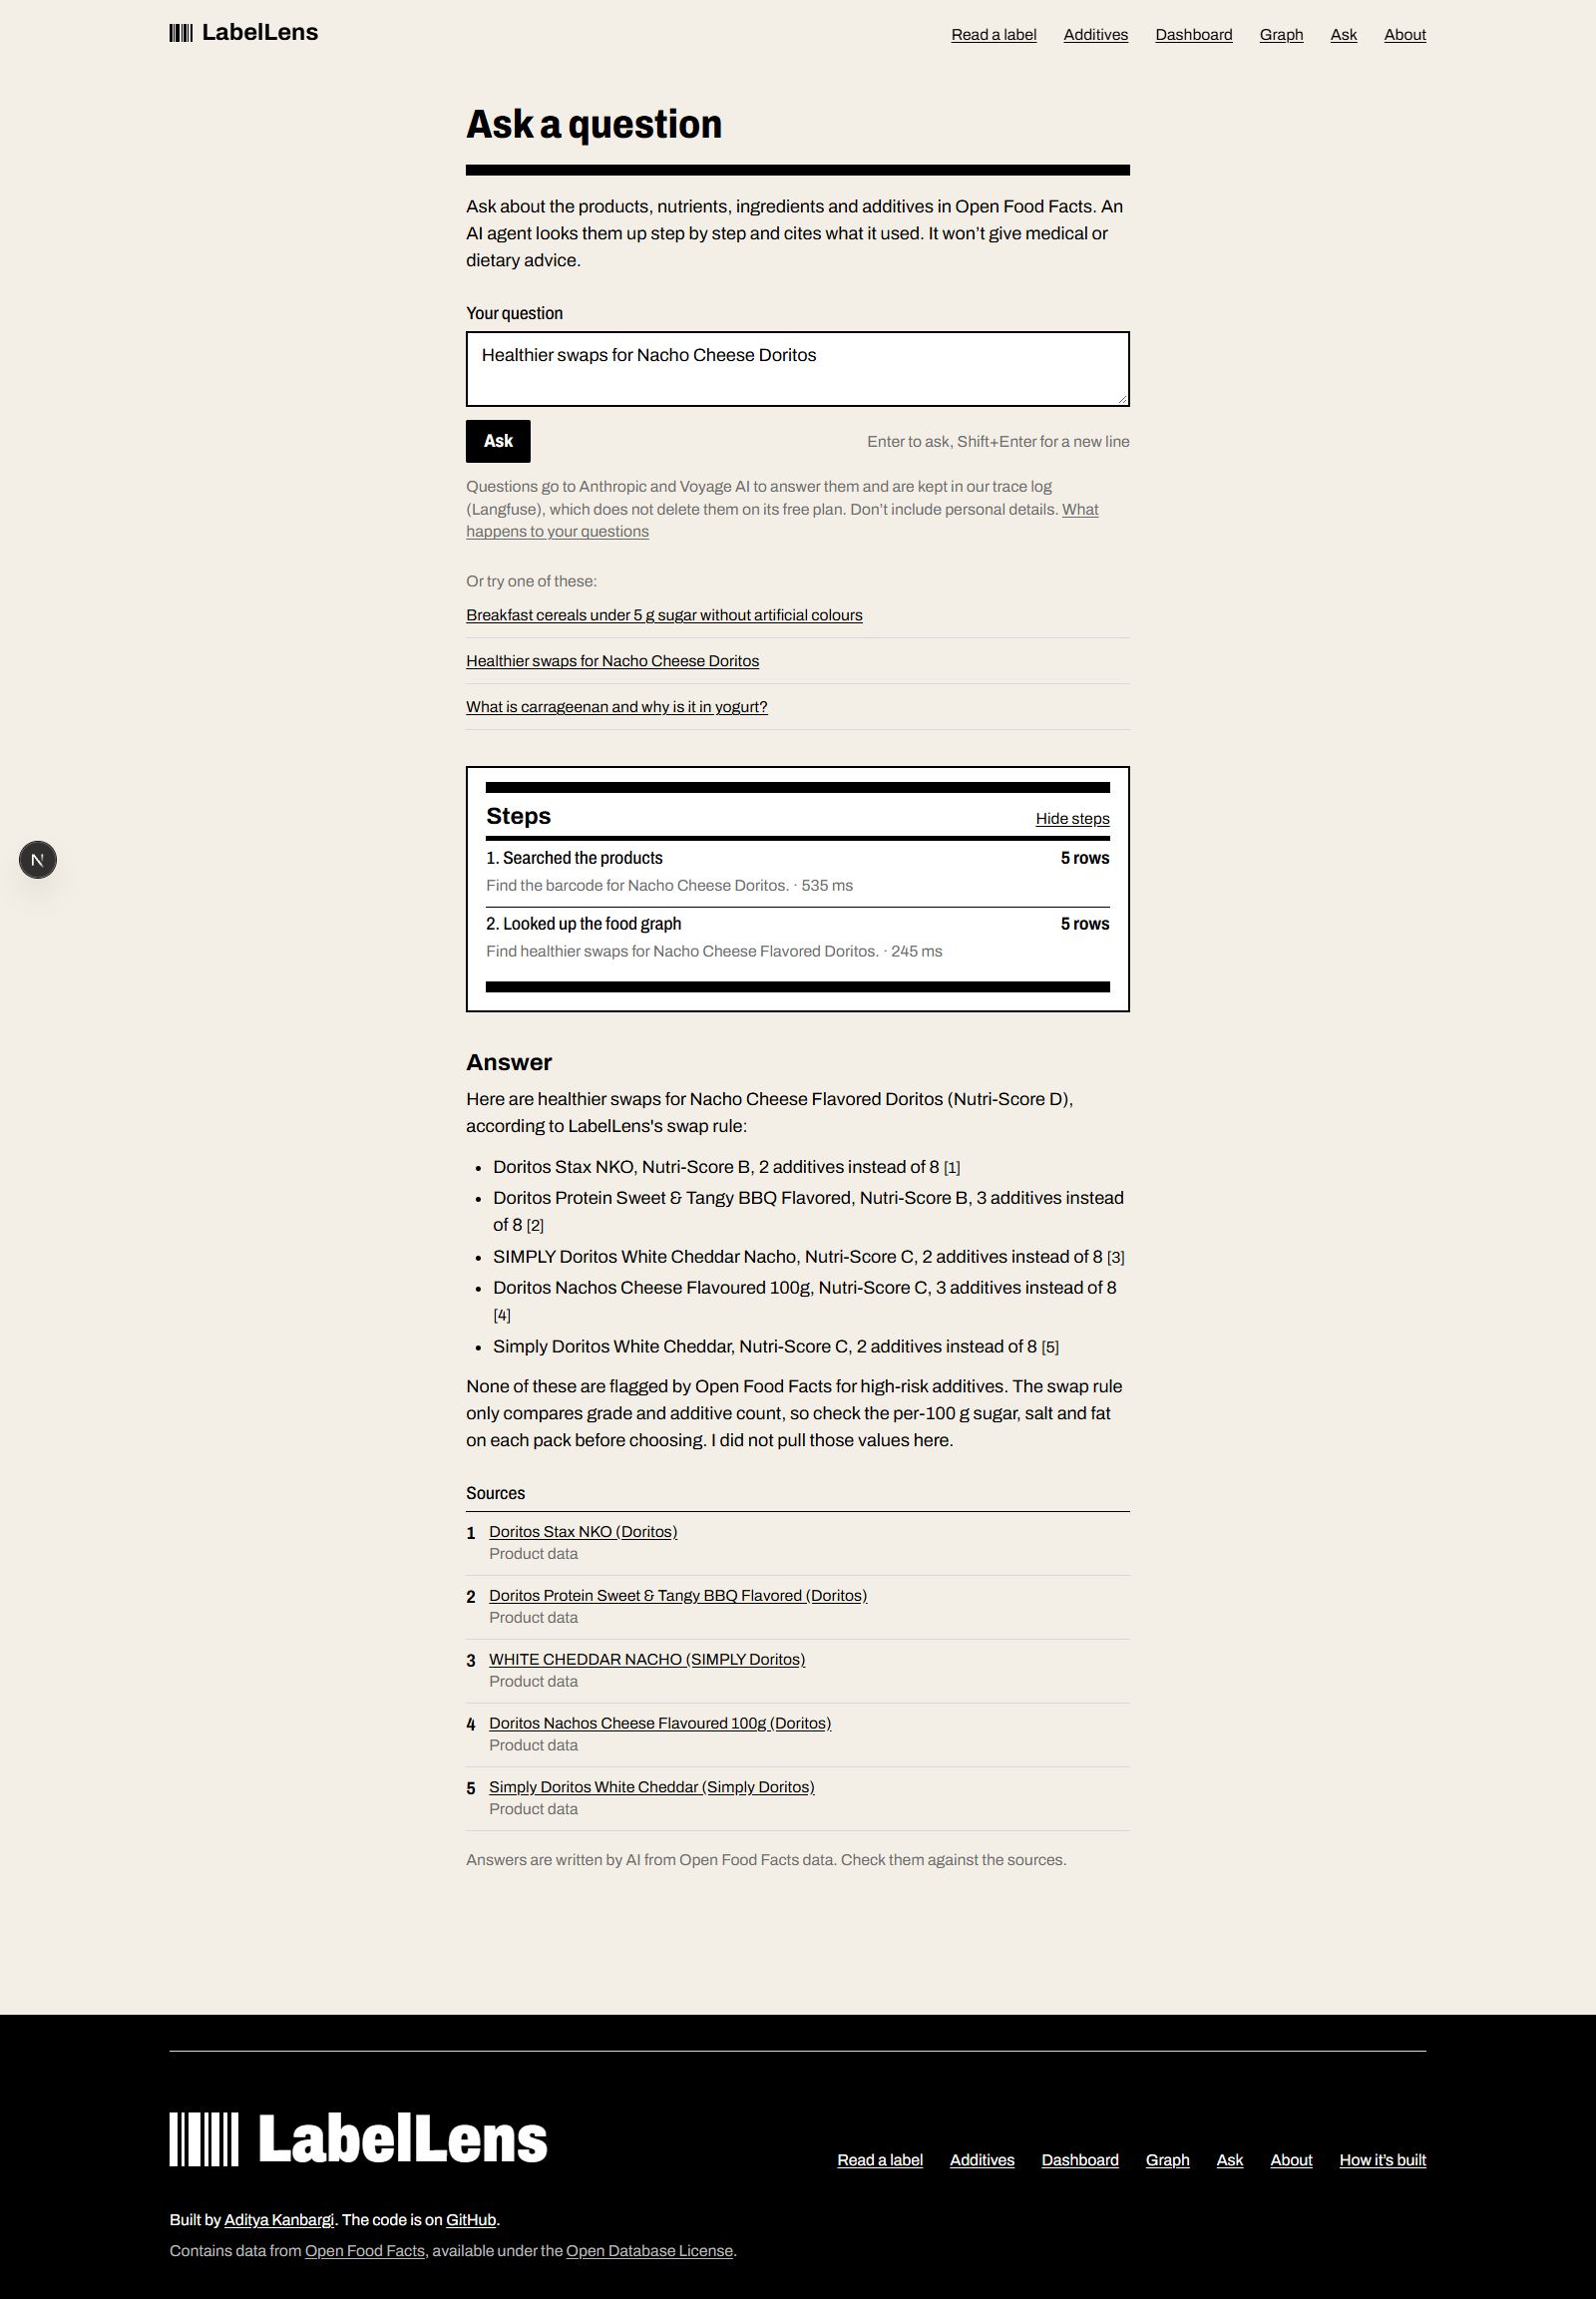 LabelLens
Read a label Additives Dashboard Graph Ask About
Ask a question
Ask about the products, nutrients, ingredients and additives in Open Food Facts. An
AI agent looks them up step by step and cites what it used. It won’t give medical or
dietary advice.
Your question
Healthier swaps for Nacho Cheese Doritos
Ask
Enter to ask, Shift+Enter for a new line
Questions go to Anthropic and Voyage AI to answer them and are kept in our trace log
(Langfuse), which does not delete them on its free plan. Don’t include personal details. What
happens to your questions
Or try one of these:
Breakfast cereals under 5 g sugar without artificial colours
Healthier swaps for Nacho Cheese Doritos
What is carrageenan and why is it in yogurt?
Steps
Hide steps
1. Searched the products 5 rows
Find the barcode for Nacho Cheese Doritos. · 535 ms
2. Looked up the food graph 5 rows
Find healthier swaps for Nacho Cheese Flavored Doritos. · 245 ms
N
Answer
Here are healthier swaps for Nacho Cheese Flavored Doritos (Nutri-Score D),
according to LabelLens's swap rule:
• Doritos Stax NKO, Nutri-Score B, 2 additives instead of 8 [1]
• Doritos Protein Sweet & Tangy BBQ Flavored, Nutri-Score B, 3 additives instead
of 8 [2]
• SIMPLY Doritos White Cheddar Nacho, Nutri-Score C, 2 additives instead of 8 [3]
• Doritos Nachos Cheese Flavoured 100g, Nutri-Score C, 3 additives instead of 8
[4]
• Simply Doritos White Cheddar, Nutri-Score C, 2 additives instead of 8 [5]
None of these are flagged by Open Food Facts for high-risk additives. The swap rule
only compares grade and additive count, so check the per-100 g sugar, salt and fat
on each pack before choosing. I did not pull those values here.
Sources
1 Doritos Stax NKO (Doritos)
Product data
2 Doritos Protein Sweet & Tangy BBQ Flavored (Doritos)
Product data
3 WHITE CHEDDAR NACHO (SIMPLY Doritos)
Product data
4 Doritos Nachos Cheese Flavoured 100g (Doritos)
Product data
5 Simply Doritos White Cheddar (Simply Doritos)
Product data
Answers are written by AI from Open Food Facts data. Check them against the sources.
LabelLens
Read a label Additives Dashboard Graph Ask About How it’s built
Built by Aditya Kanbargi. The code is on GitHub.
Contains data from Open Food Facts, available under the Open Database License.